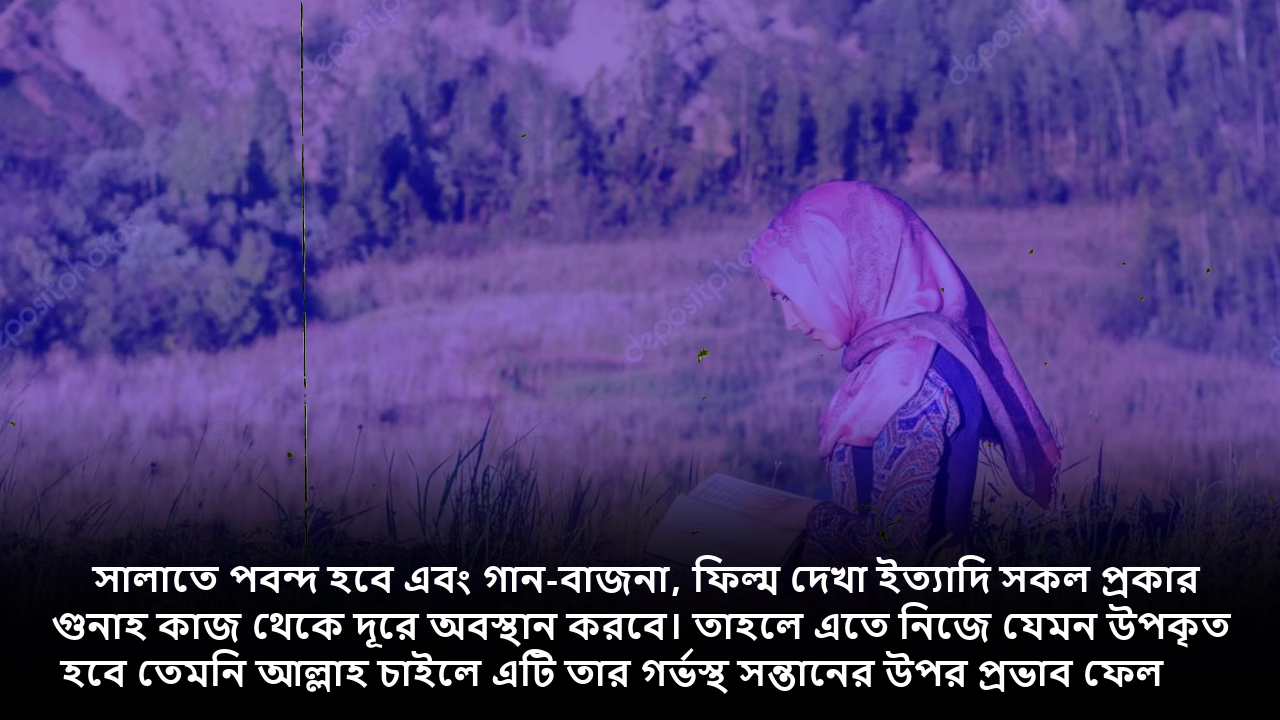 সালাতে পবন্দ হবে এবং গান-বাজনা, ফিল্ম দেখা ইত্যাদি সকল প্রকার
গুনাহ কাজ থেকে দূরে অবস্থান করবে। তাহলে এতে নিজে যেমন উপকৃত
হবে তেমনি আল্লাহ চাইলে এটি তার গর্ভস্থ সন্তানের উপর প্রভাব ফেল